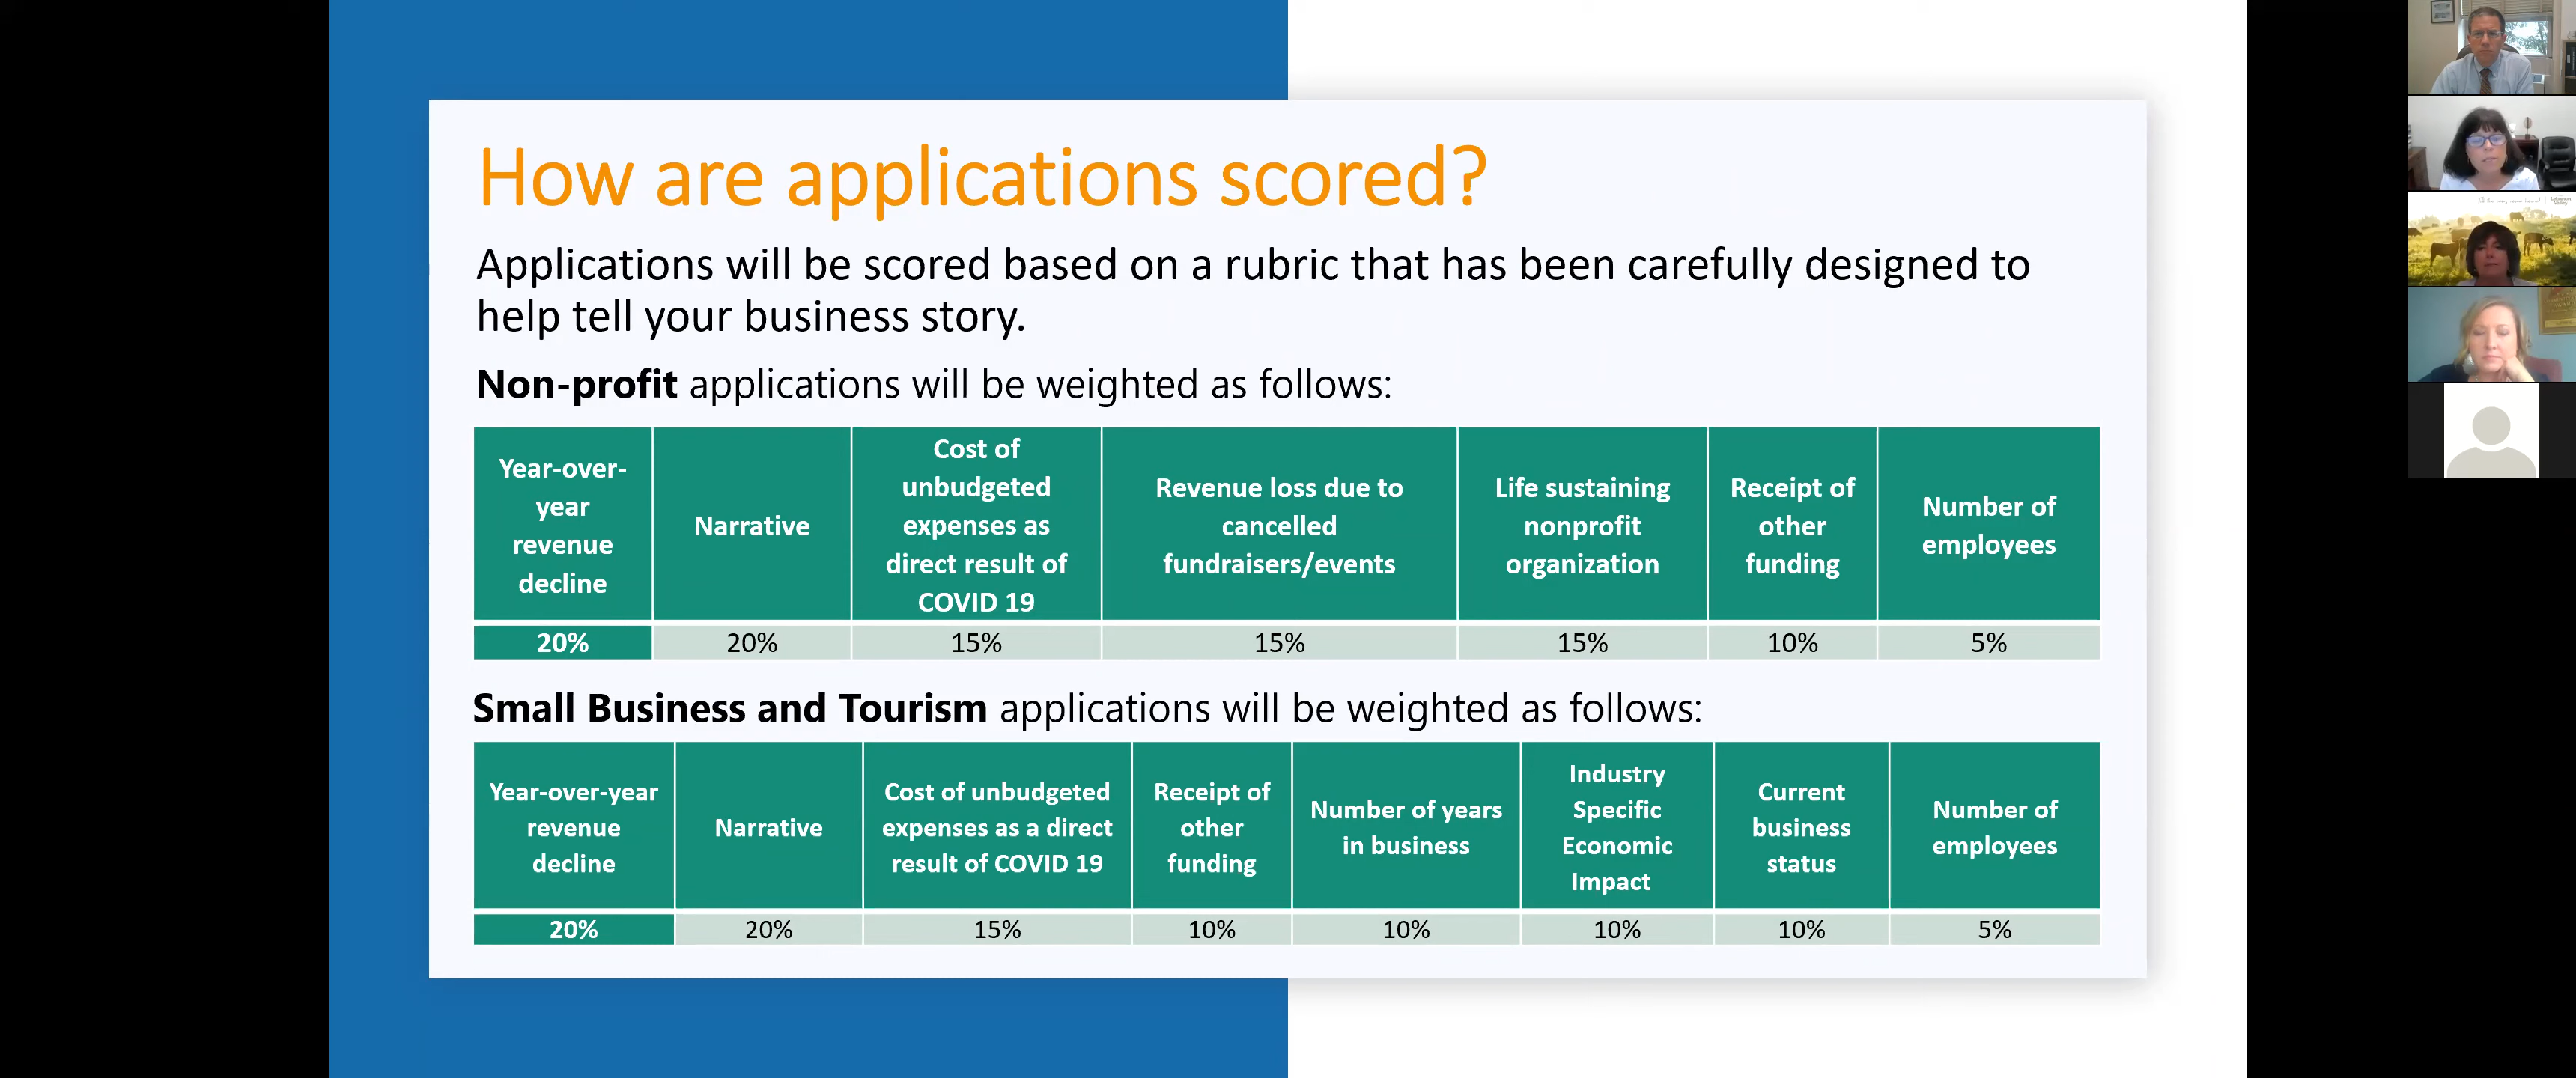 How are applications scored?
Applications will be scored based on a rubric that has been carefully designed to
help tell your business story.
Non-profit applications will be weighted as follows:
Year-over-
year
revenue
decline
Narrative
Cost of
unbudgeted
expenses as
direct result of
COVID 19
Revenue loss due to
cancelled
fundraisers/events
Life sustaining
nonprofit
organization
Receipt of
other
funding
Number of
employees
20% 20% 15% 15% 15% 10% 5%
Small Business and Tourism applications will be weighted as follows:
Year-over-year
revenue
decline
Narrative
Cost of unbudgeted
expenses as a direct
result of COVID 19
Receipt of
other
funding
Number of years
in business
Industry
Specific
Economic
Impact
Current
business
status
Number of
employees
20% 20% 15% 10% 10% 10% 10% 5%